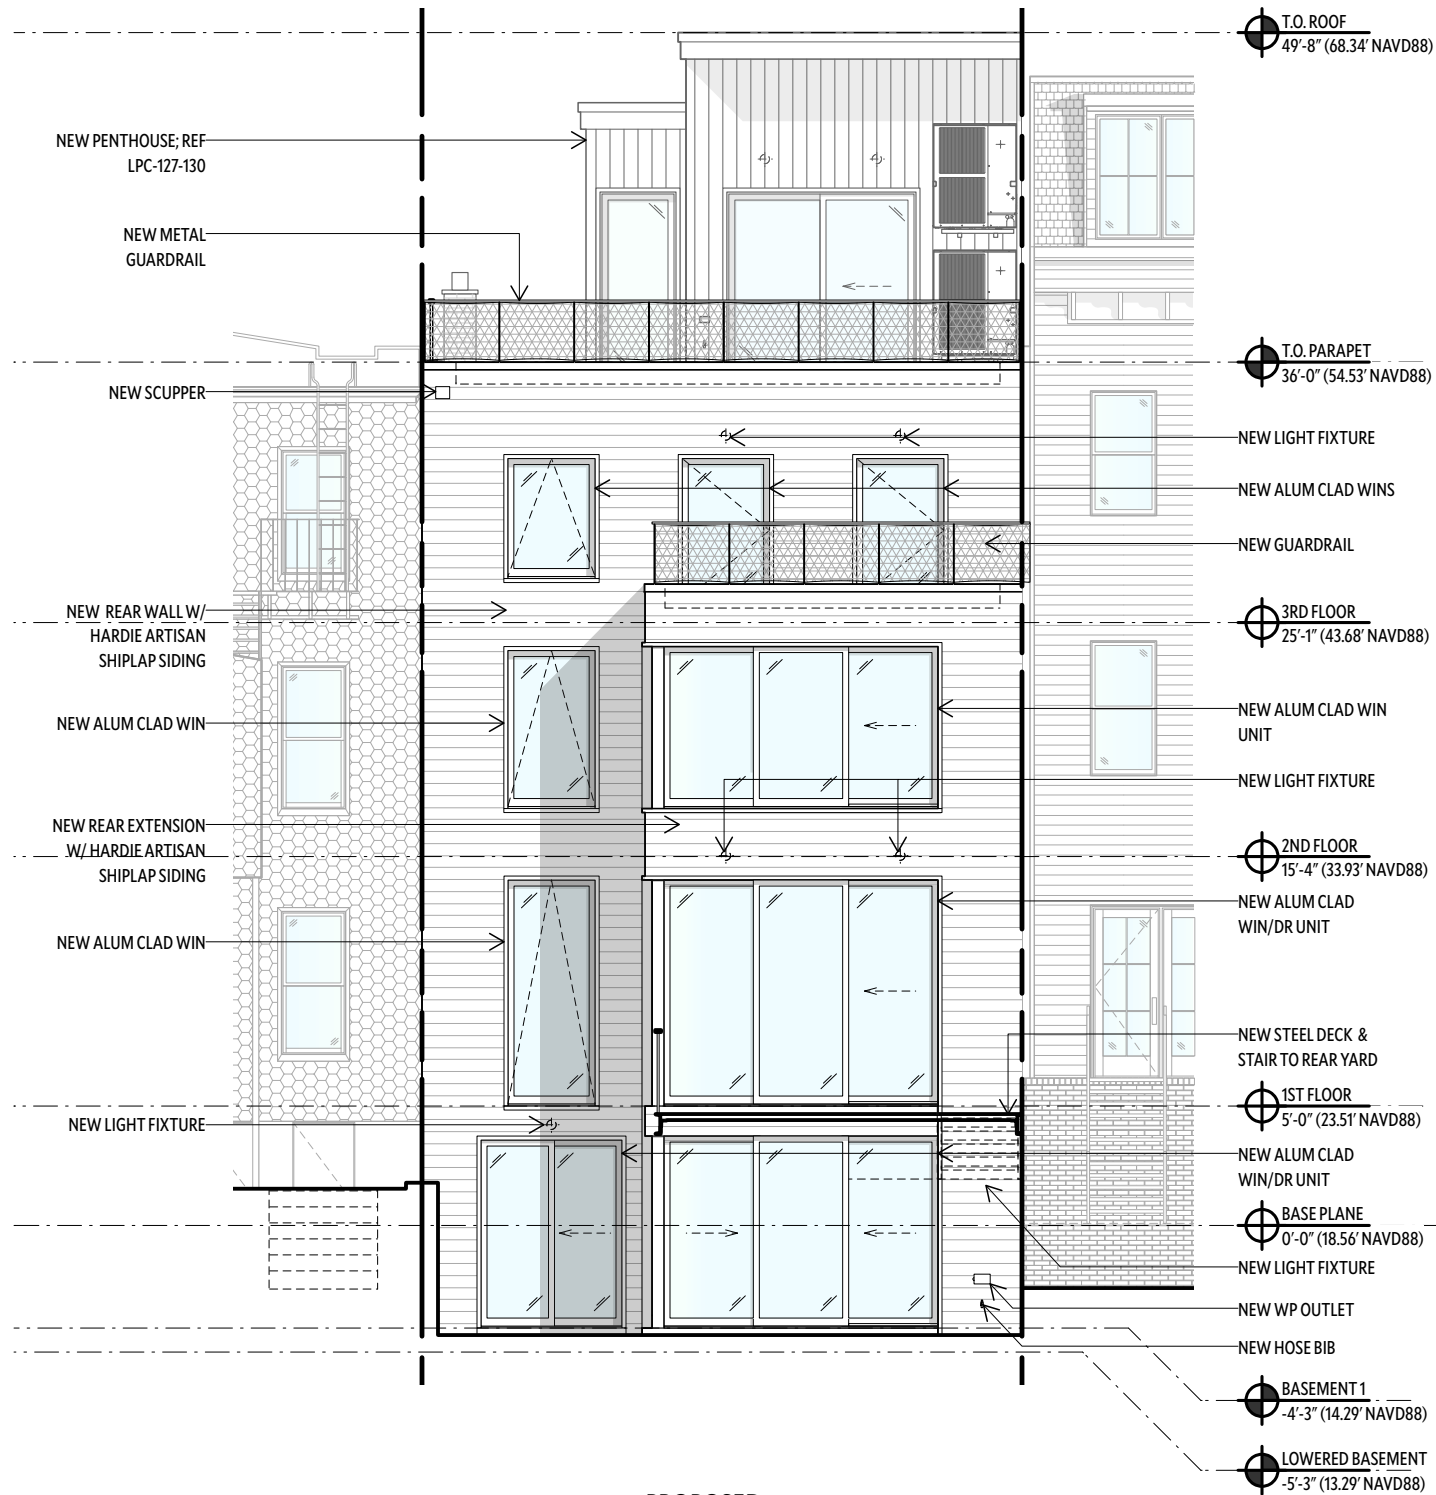 T.O. ROOF
49'-8" (68.34' NAVD88)
NEW PENTHOUSE; REF
LPC-127-130
NEW METAL
GUARDRAIL
T.O. PARAPET
36'-0" (54.53' NAVD88)
NEW SCUPPER
NEW LIGHT FIXTURE
NEW ALUM CLAD WINS
NEW GUARDRAIL
NEW REAR WALL W/
HARDIE ARTISAN
SHIPLAP SIDING
3RD FLOOR
25'-1" (43.68' NAVD88)
NEW ALUM CLAD WIN
NEW ALUM CLAD WIN
UNIT
NEW LIGHT FIXTURE
NEW REAR EXTENSION
W/ HARDIE ARTISAN
SHIPLAP SIDING
2ND FLOOR
15'-4" (33.93' NAVD88)
NEW ALUM CLAD
WIN/DR UNIT
NEW ALUM CLAD WIN
NEW STEEL DECK &
STAIR TO REAR YARD
1ST FLOOR
5'-0" (23.51' NAVD88)
NEW LIGHT FIXTURE
NEW ALUM CLAD
WIN/DR UNIT
BASE PLANE
0'-0" (18.56' NAVD88)
NEW LIGHT FIXTURE
NEW WP OUTLET
NEW HOSE BIB
BASEMENT 1
-4'-3" (14.29' NAVD88)
LOWERED BASEMENT
-5'-3" (13.29' NAVD88)